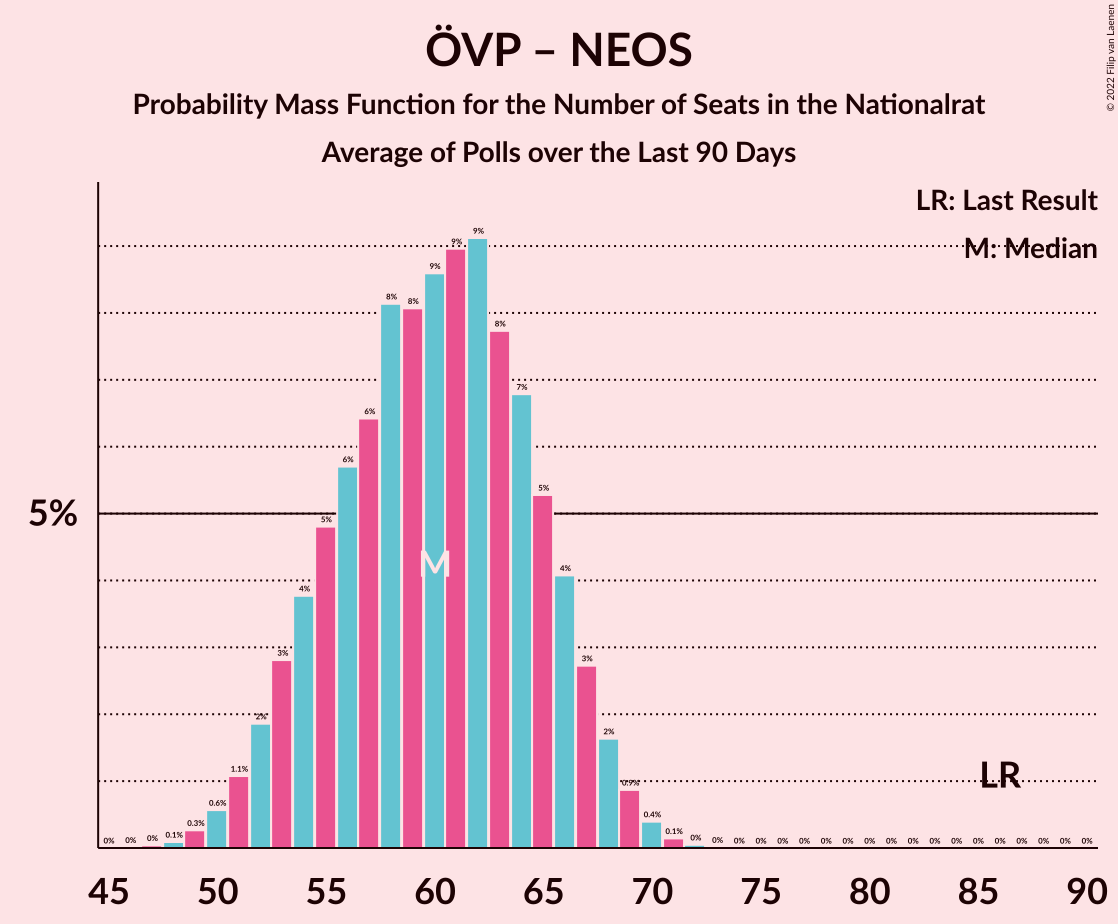 ÖVP – NEOS
Probability Mass Function for the Number of Seats in the Nationalrat
Average of Polls over the Last 90 Days
© 2022 Filip van Laenen
LR: Last Result
M: Median
5%
0% 0% 0% 0.1% 0.3% 0.6% 1.1% 2% 3% 4% 5% 6% 6% 8% 8% 9% 9% 9% 8% 7% 5% 4% 3% 2% 0.9% 0.4% 0.1% 0% 0% 0% 0% 0% 0% 0% 0% 0% 0% 0% 0% 0% 0% 0% 0% 0% 0% 0%
M
LR
45 50 55 60 65 70 75 80 85 90